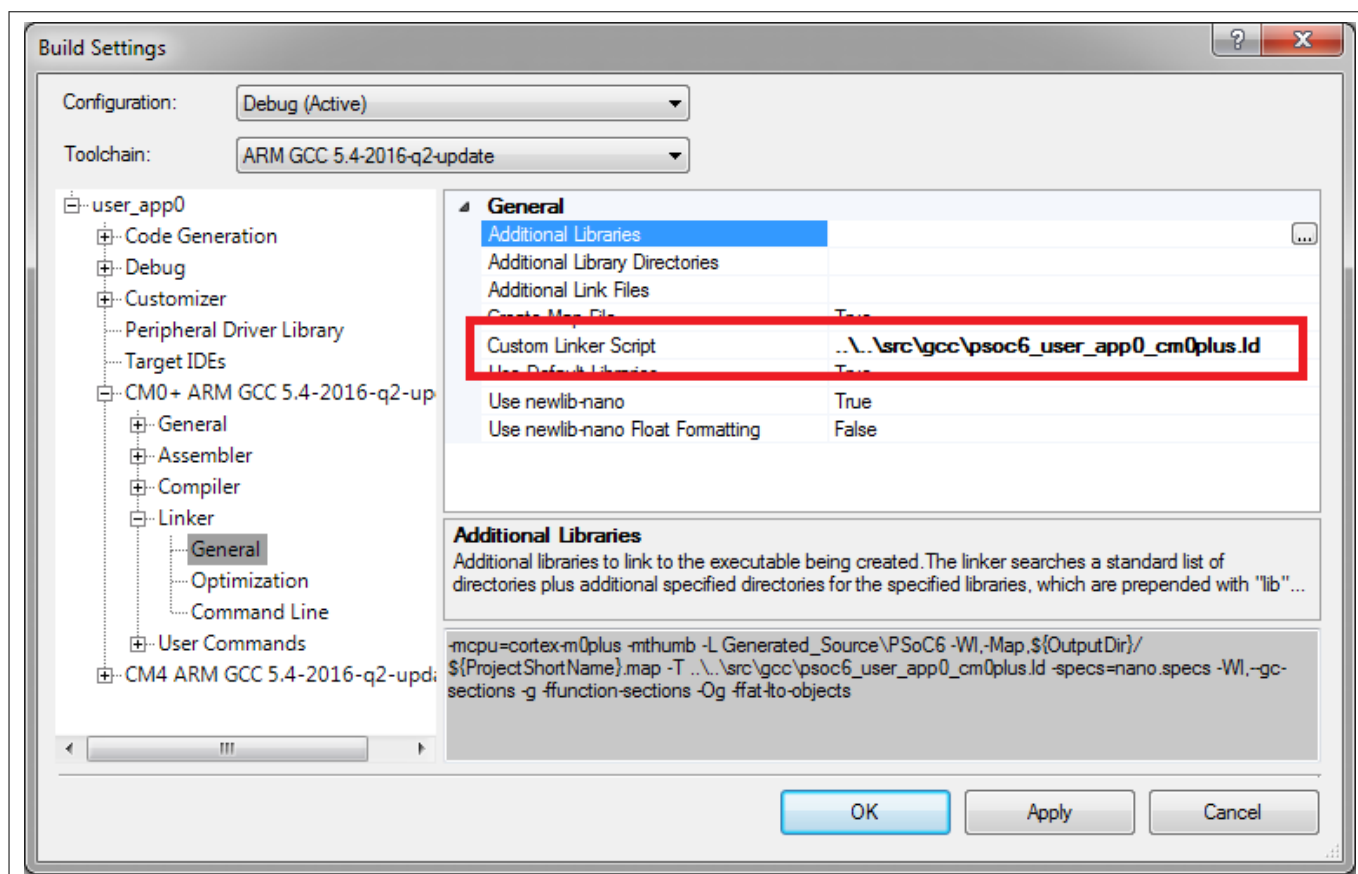 Build Settings
Configuration:
Debug (Active)
Toolchain:
ARM GCC 5.4-2016-q2-update
user_app0
Code Generation
Debug
Customizer
Peripheral Driver Library
Target IDEs
CM0+ ARM GCC 5.4-2016-q2-up
General
Assembler
Compiler
Linker
General
Optimization
Command Line
User Commands
CM4 ARM GCC 5.4-2016-q2-upd
General
Additional Libraries
...
Additional Library Directories
Additional Link Files
Create Map File True
Custom Linker Script ..\..\src\gcc\psoc6_user_app0_cm0plus.ld
Use Default Libraries True
Use newlib-nano True
Use newlib-nano Float Formatting False
Additional Libraries
Additional libraries to link to the executable being created.The linker searches a standard list of
directories plus additional specified directories for the specified libraries, which are prepended with "lib"...
-mcpu=cortex-m0plus -mthumb -L Generated_Source\PSoC6 -Wl,-Map,${OutputDir}/
${ProjectShortName}.map -T ..\..\src\gcc\psoc6_user_app0_cm0plus.ld -specs=nano.specs -Wl,--gc-
sections -g -ffunction-sections -Og -ffat-lto-objects
OK
Apply
Cancel